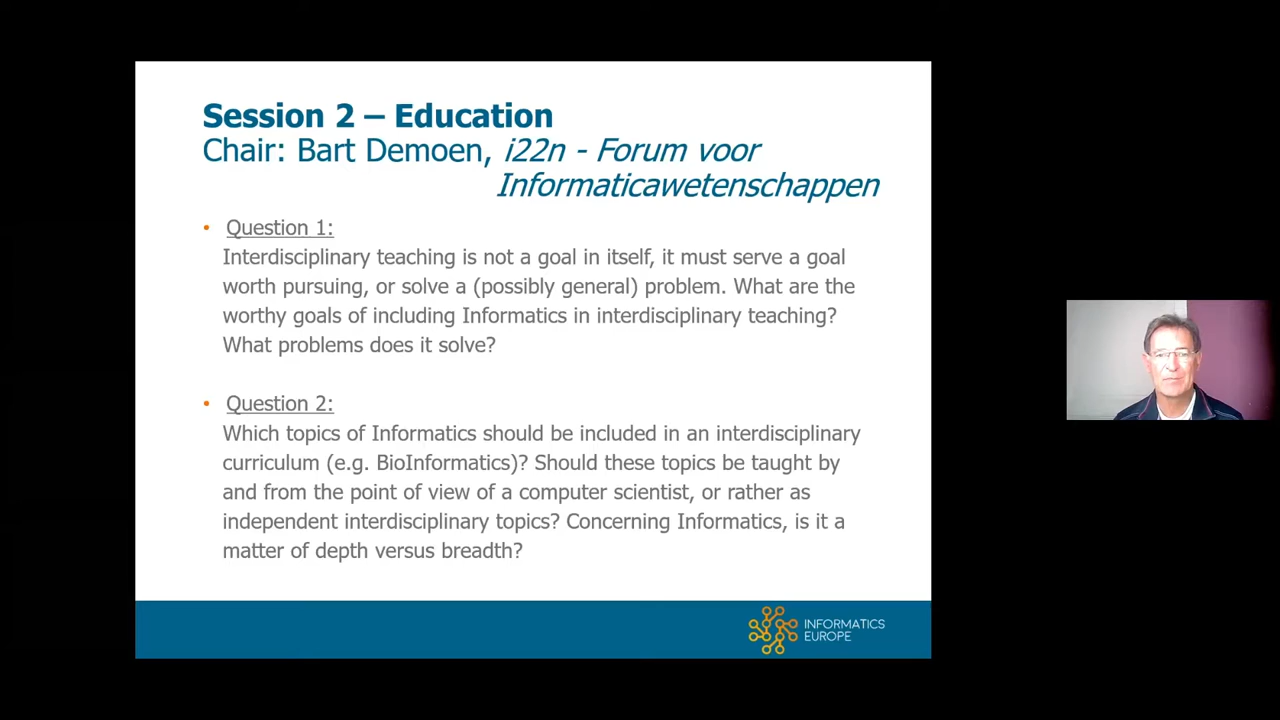 Session 2 – Education
Chair: Bart Demoen, i22n - Forum voor
Informaticawetenschappen
• Question 1:
Interdisciplinary teaching is not a goal in itself, it must serve a goal
worth pursuing, or solve a (possibly general) problem. What are the
worthy goals of including Informatics in interdisciplinary teaching?
What problems does it solve?
• Question 2:
Which topics of Informatics should be included in an interdisciplinary
curriculum (e.g. BioInformatics)? Should these topics be taught by
and from the point of view of a computer scientist, or rather as
independent interdisciplinary topics? Concerning Informatics, is it a
matter of depth versus breadth?
INFORMATICS
EUROPE